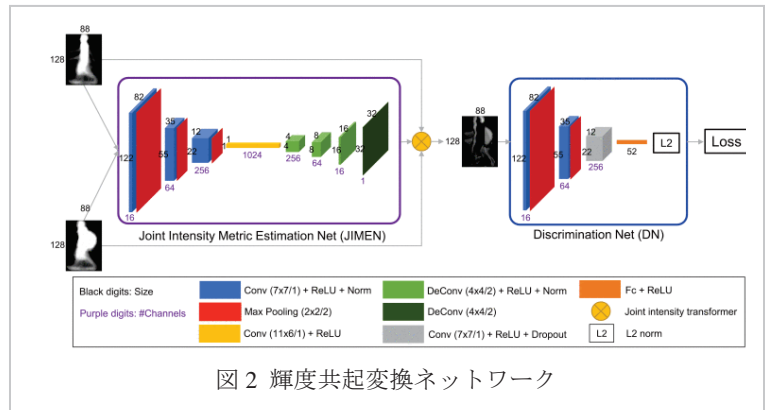 88
128
88
128
82
122
16
35
55
64
12
22
256
1
1
1024
4
4
256
8
8
64
16
16
16
32
32
1
Joint Intensity Metric Estimation Net (JIMEN)
88
128
82
122
16
35
55
64
12
22
256
52
L2
Loss
Discrimination Net (DN)
Black digits: Size
Purple digits: #Channels
Conv (7x7/1) + ReLU + Norm
Max Pooling (2x2/2)
Conv (11x6/1) + ReLU
DeConv (4x4/2) + ReLU + Norm
DeConv (4x4/2)
Conv (7x7/1) + ReLU + Dropout
Fc + ReLU
Joint intensity transformer
L2
L2 norm
図 2 輝度共起変換ネットワーク